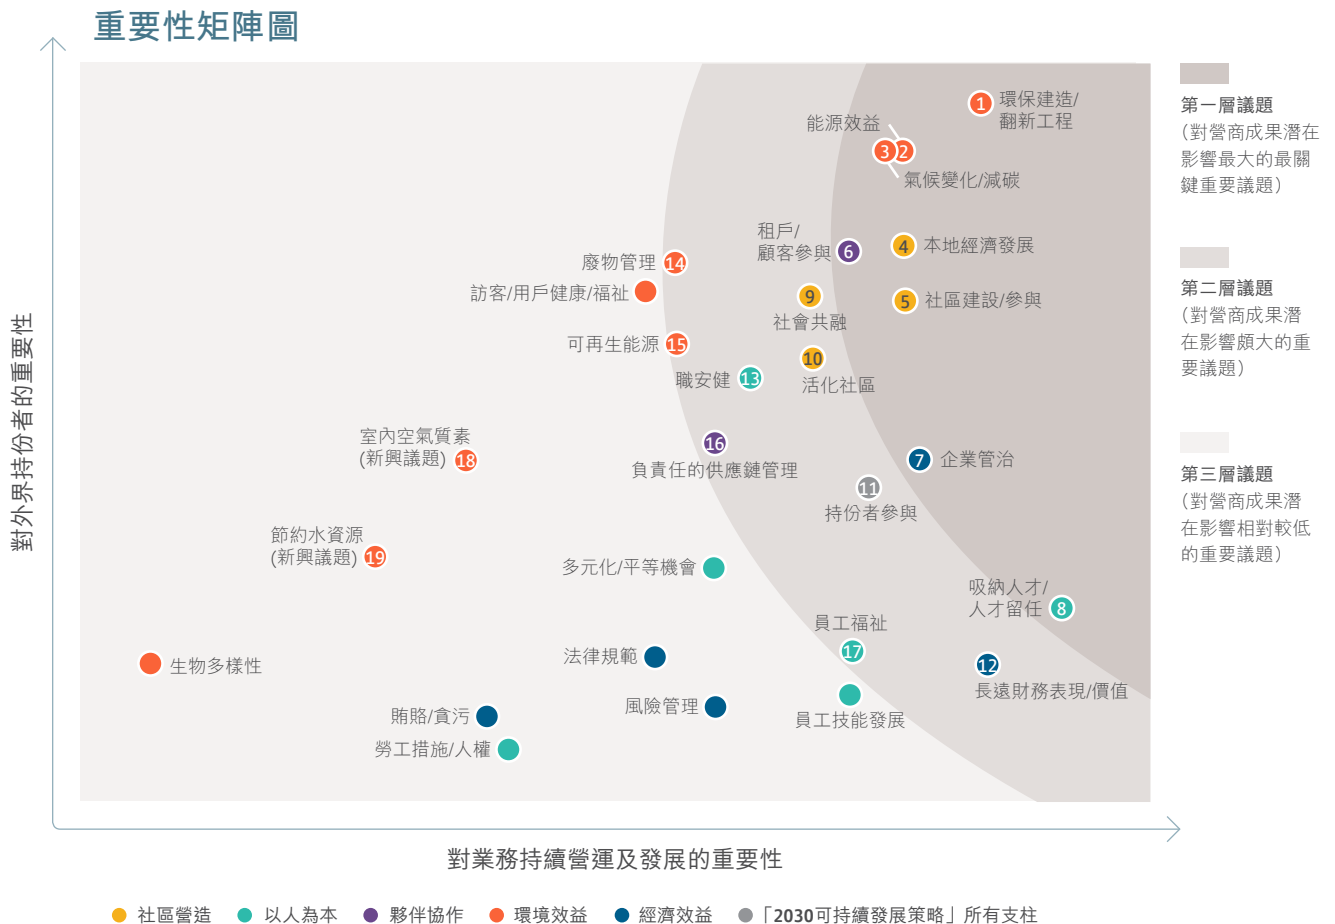 重要性矩陣圖
對外界持份者的重要性
1 環保建造/
翻新工程
能源效益
3 2
氣候變化/減碳
租戶/
顧客參與 6
4 本地經濟發展
廢物管理 14
訪客/用戶健康/福祉
9
社會共融
5 社區建設/參與
可再生能源 15
職安健 13
10
活化社區
室內空氣質素
(新興議題) 18
16
負責任的供應鏈管理
7 企業管治
11
持份者參與
節約水資源
(新興議題) 19
多元化/平等機會
吸納人才/
人才留任 8
員工福祉
17
生物多樣性
法律規範
12
長遠財務表現/價值
風險管理
員工技能發展
賄賂/貪污
勞工措施/人權
第一層議題
(對營商成果潛在
影響最大的最關
鍵重要議題)
第二層議題
(對營商成果潛
在影響頗大的重
要議題)
第三層議題
(對營商成果潛
在影響相對較低
的重要議題)
對業務持續營運及發展的重要性
社區營造 以人為本 夥伴協作 環境效益 經濟效益 「2030可持續發展策略」所有支柱